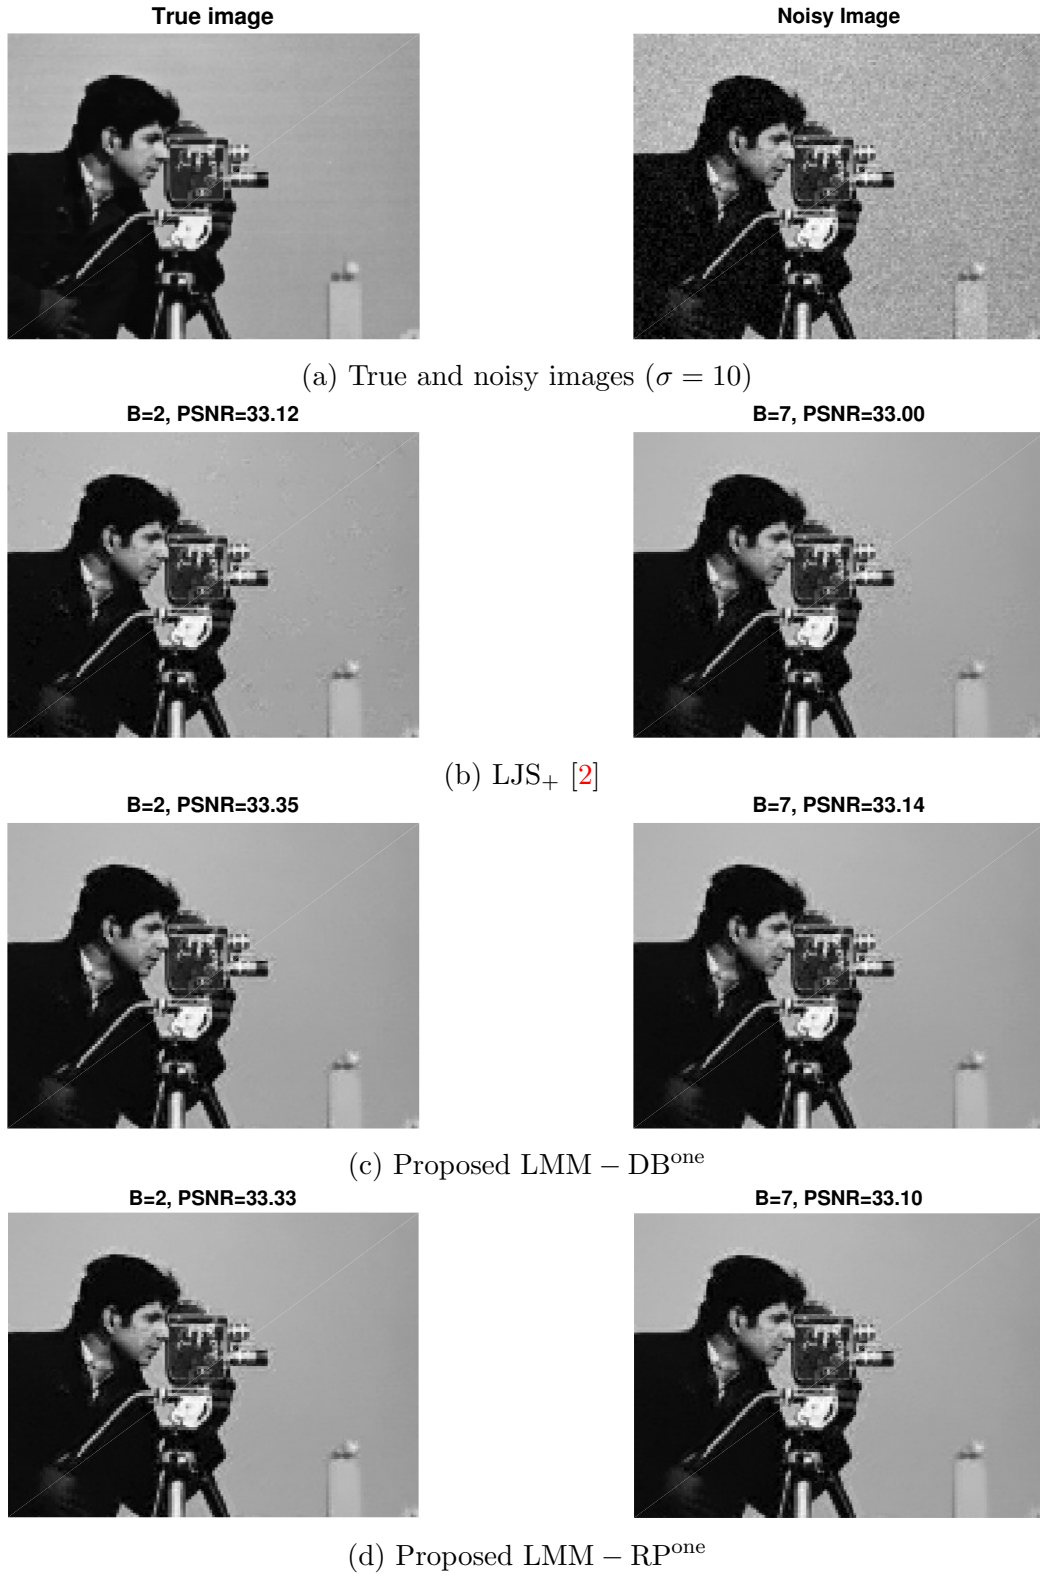 True image
Noisy Image
(a) True and noisy images (σ = 10)
B=2, PSNR=33.12
B=7, PSNR=33.00
(b) LJS₊ [2]
B=2, PSNR=33.35
B=7, PSNR=33.14
(c) Proposed LMM − DBᵒⁿᵉ
B=2, PSNR=33.33
B=7, PSNR=33.10
(d) Proposed LMM − RPᵒⁿᵉ